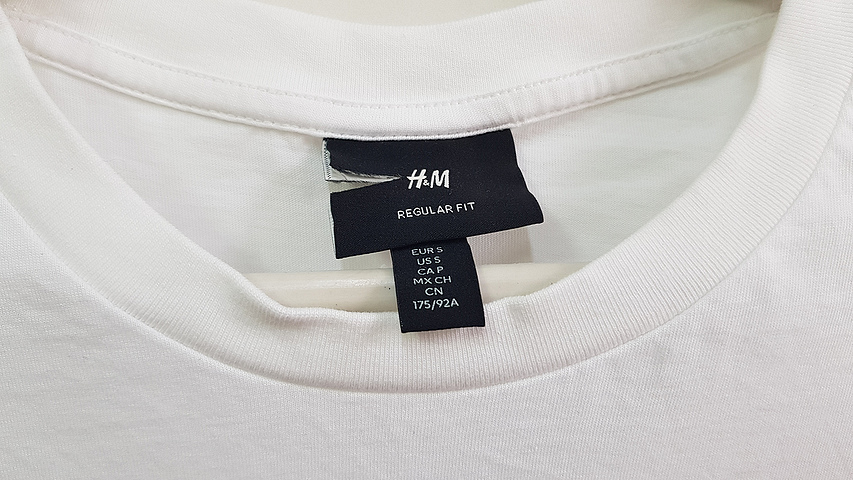 H&M
REGULAR FIT
EUR S
US S
CA P
MX CH
CN
175/92A